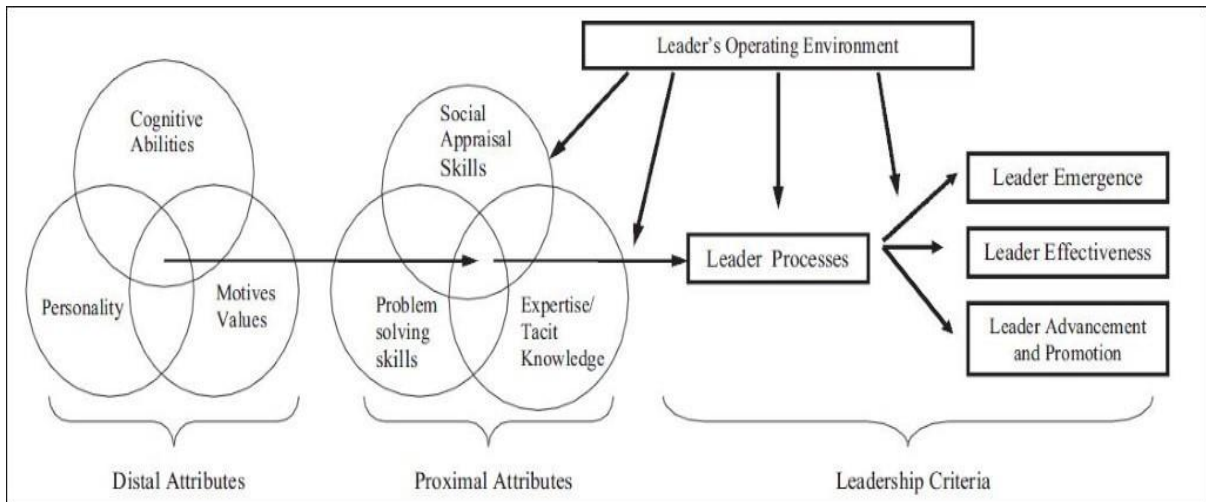 Leader's Operating Environment
Cognitive
Abilities
Social
Appraisal
Skills
Leader Emergence
Leader Processes
Leader Effectiveness
Personality
Motives
Values
Problem
solving
skills
Expertise/
Tacit
Knowledge
Leader Advancement
and Promotion
Distal Attributes
Proximal Attributes
Leadership Criteria